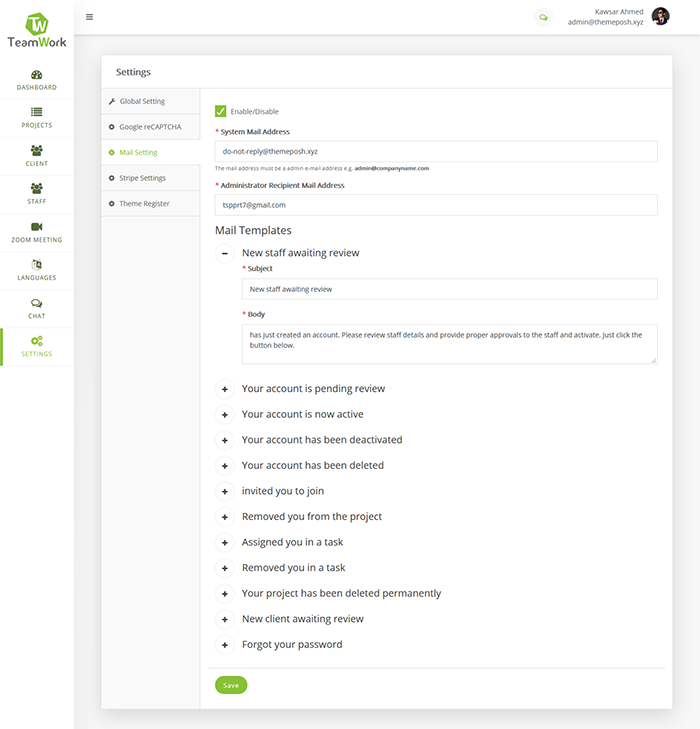 TeamWork
Kawsar Ahmed
admin@themeposh.xyz
DASHBOARD
PROJECTS
CLIENT
STAFF
ZOOM MEETING
LANGUAGES
CHAT
SETTINGS
Settings
Global Setting
Google reCAPTCHA
Mail Setting
Stripe Settings
Theme Register
Enable/Disable
* System Mail Address
do-not-reply@themeposh.xyz
The mail address must be a admin e-mail address e.g. admin@companyname.com
* Administrator Recipient Mail Address
tspprt7@gmail.com
Mail Templates
New staff awaiting review
* Subject
New staff awaiting review
* Body
has just created an account. Please review staff details and provide proper approvals to the staff and activate. Just click the
button below.
Your account is pending review
Your account is now active
Your account has been deactivated
Your account has been deleted
invited you to join
Removed you from the project
Assigned you in a task
Removed you in a task
Your project has been deleted permanently
New client awaiting review
Forgot your password
Save